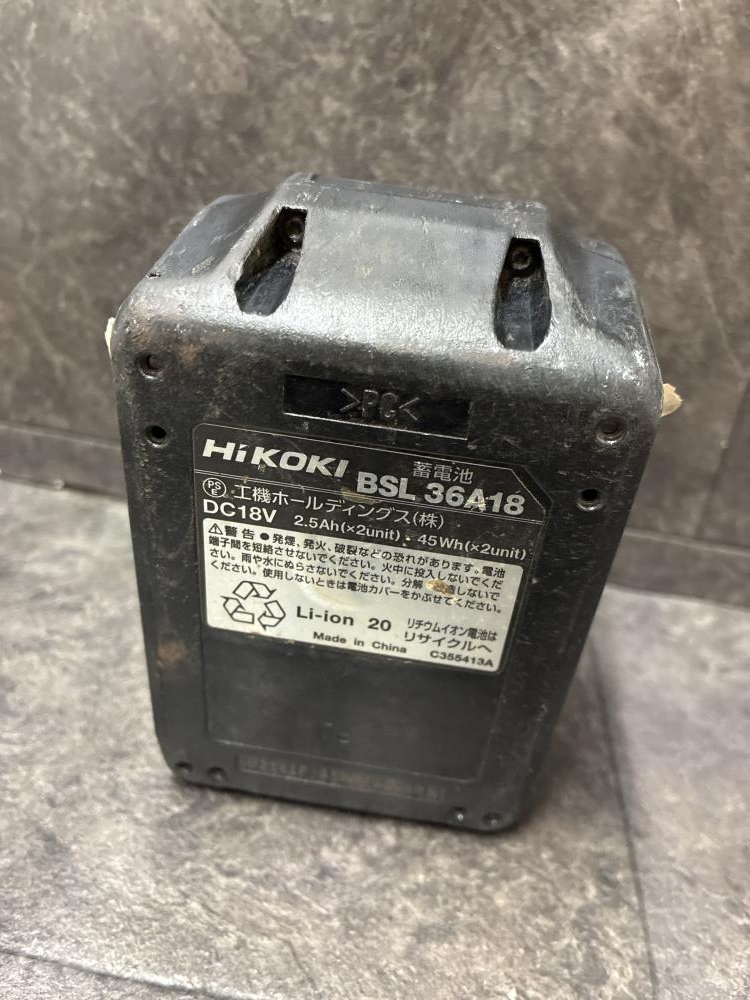 >PC<
HiKOKI 蓄電池
BSL 36A18
PSE 工機ホールディングス(株)
DC18V 2.5Ah(×2unit)、45Wh(×2unit)
⚠警告 ●発煙、発火、破裂などの恐れがあります。電池
端子間を短絡させないでください。火中に投入しないでくだ
さい。雨や水にぬらさないでください。分解・改造しないで
ください。使用しないときは電池カバーをかぶせてください。
Li-ion 20 リチウムイオン電池は
リサイクルへ
Made in China C355413A